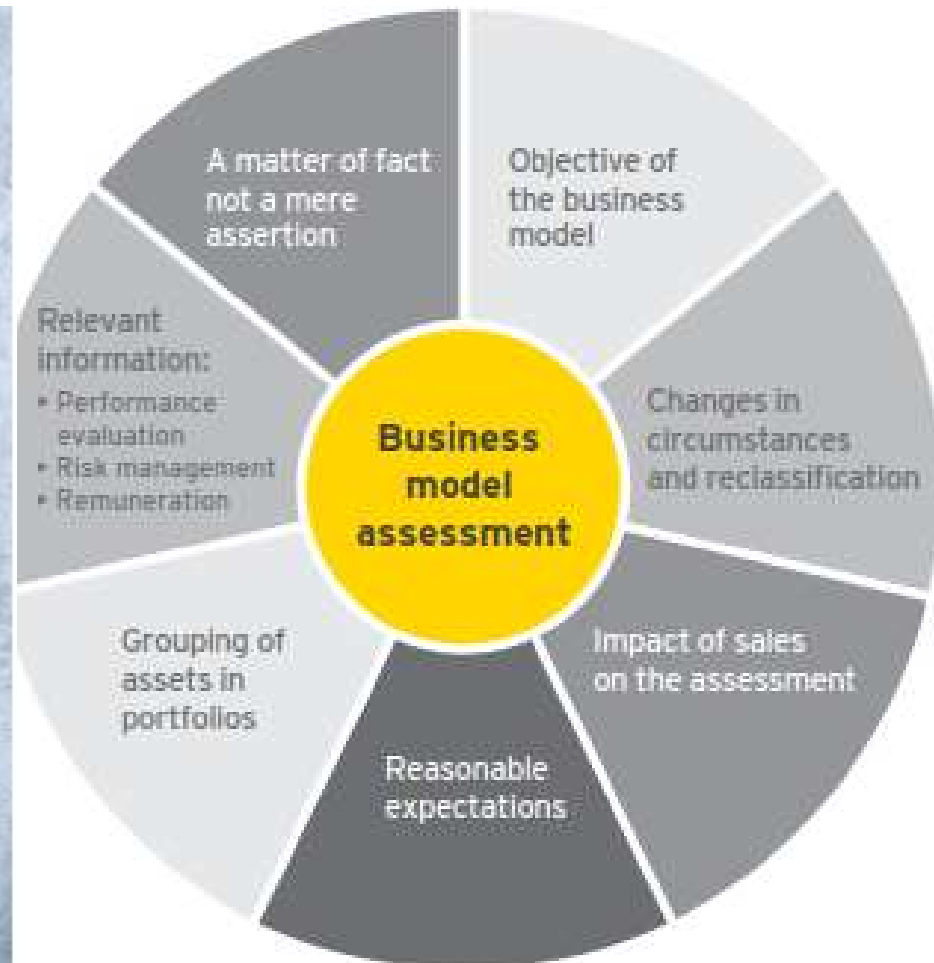 A matter of fact
not a mere
assertion
Objective of
the business
model
Relevant
information:
• Performance
evaluation
• Risk management
• Remuneration
Business
model
assessment
Changes in
circumstances
and reclassification
Grouping of
assets in
portfolios
Impact of sales
on the assessment
Reasonable
expectations